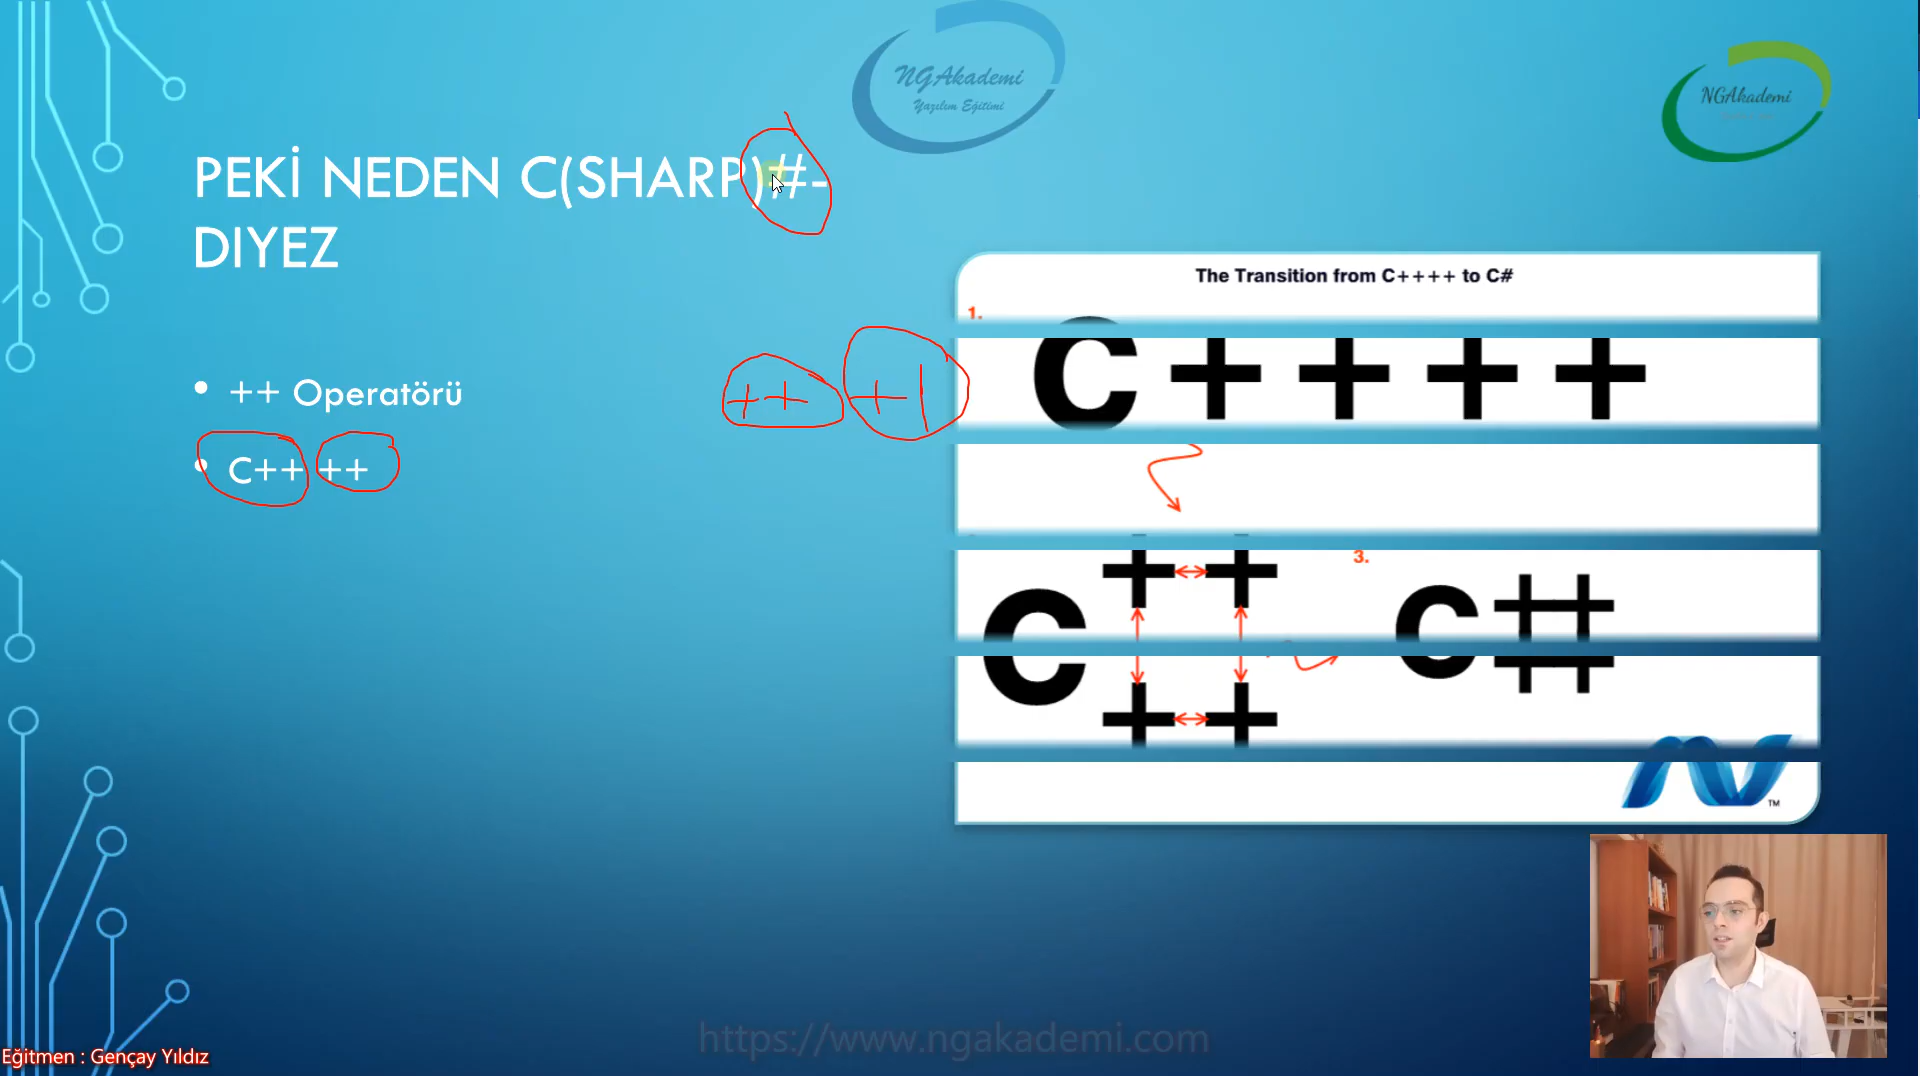 NGAkademi
Yazılım Eğitimi
NGAkademi
PEKİ NEDEN C(SHARP)#-
DIYEZ
The Transition from C++++ to C#
1.
C++++
• ++ Operatörü
++ +1
• C++ ++
3.
C ++
++
C#
TM
https://www.ngakademi.com
Eğitmen : Gençay Yıldız